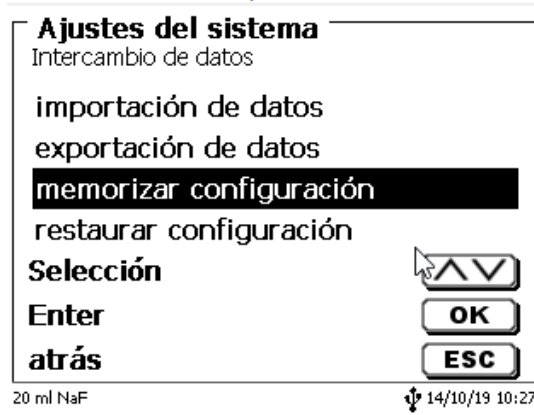 Ajustes del sistema
Intercambio de datos
importación de datos
exportación de datos
memorizar configuración
restaurar configuración
Selección
Enter OK
atrás ESC
20 ml NaF 14/10/19 10:27